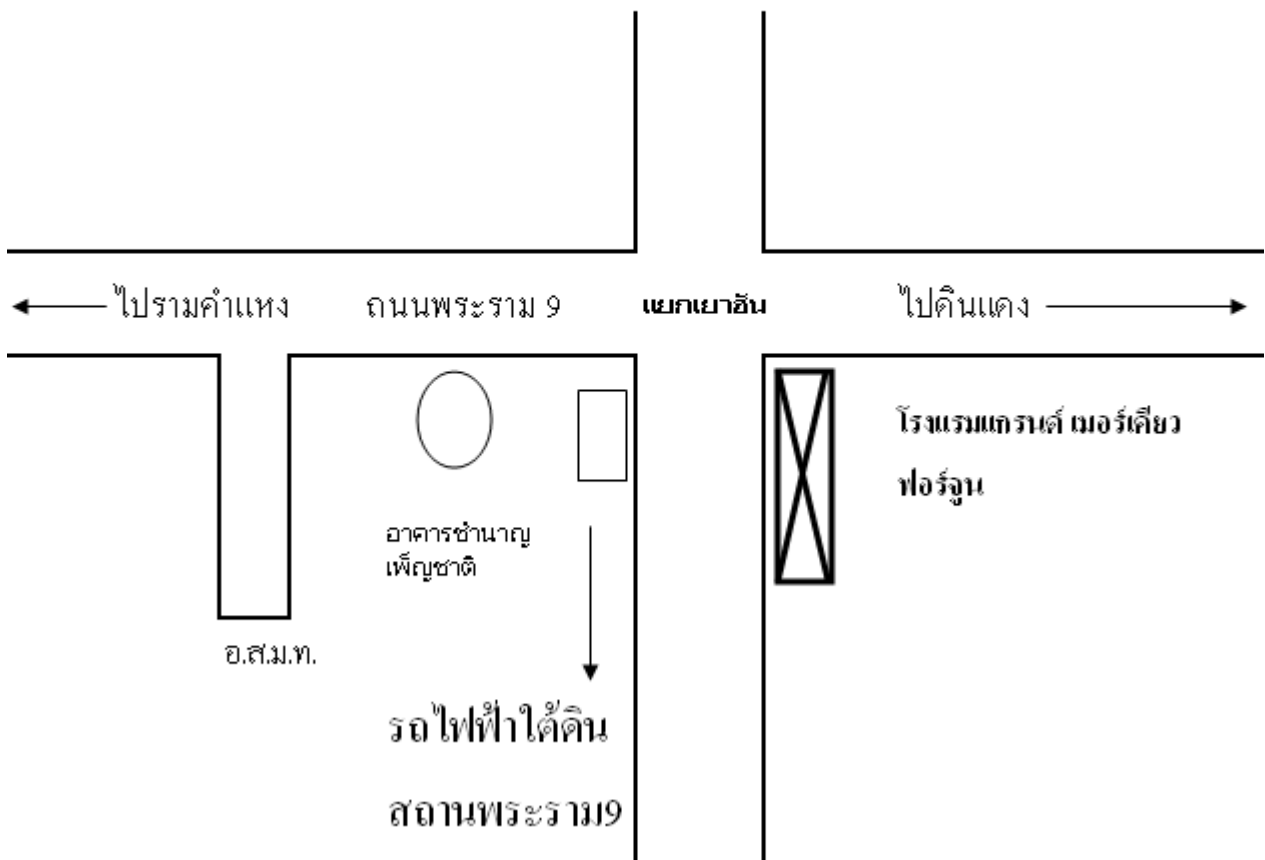 ไปรามคำแหง
ถนนพระราม 9
แยกเยาฮัน
ไปดินแดง
โรงแรมแกรนด์ เมอร์เคียว
ฟอร์จูน
อาคารชำนาญ
เพ็ญชาติ
อ.ส.ม.ท.
รถไฟฟ้าใต้ดิน
สถานพระราม9